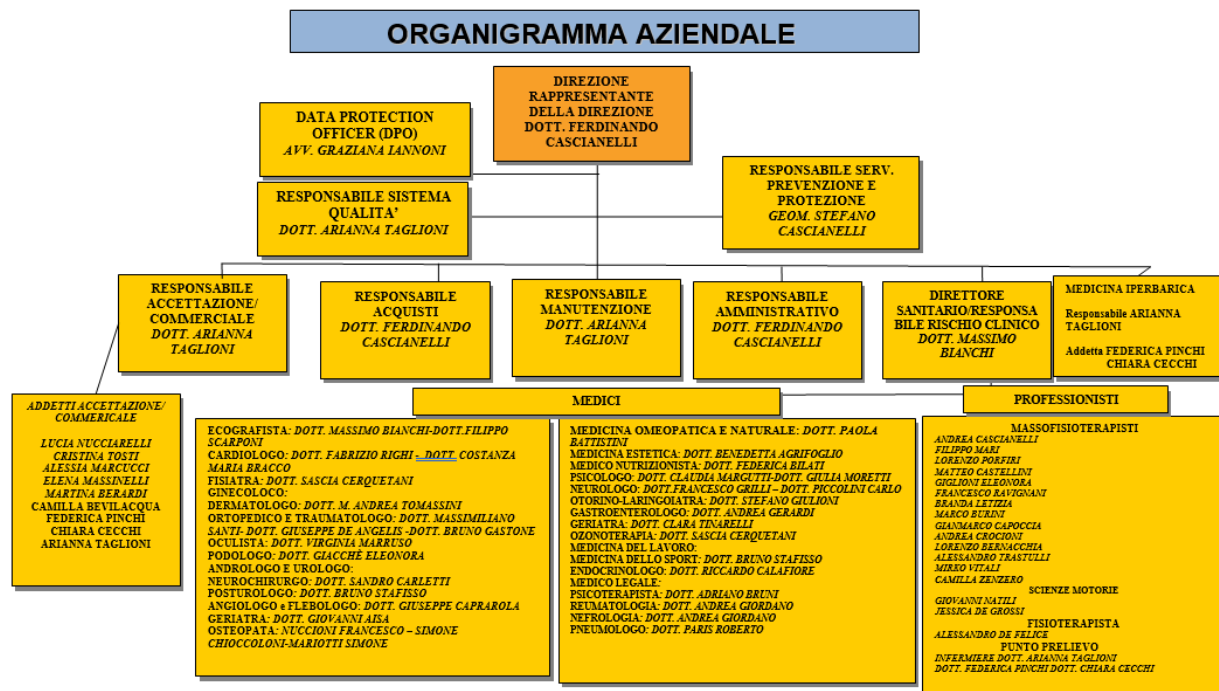 ORGANIGRAMMA AZIENDALE
DIREZIONE
RAPPRESENTANTE
DELLA DIREZIONE
DOTT. FERDINANDO
CASCIANELLI
DATA PROTECTION
OFFICER (DPO)
AVV. GRAZIANA IANNONI
RESPONSABILE SISTEMA
QUALITA’
DOTT. ARIANNA TAGLIONI
RESPONSABILE SERV.
PREVENZIONE E
PROTEZIONE
GEOM. STEFANO
CASCIANELLI
RESPONSABILE
ACCETTAZIONE/
COMMERCIALE
DOTT. ARIANNA
TAGLIONI
RESPONSABILE
ACQUISTI
DOTT. FERDINANDO
CASCIANELLI
RESPONSABILE
MANUTENZIONE
DOTT. ARIANNA
TAGLIONI
RESPONSABILE
AMMINISTRATIVO
DOTT. FERDINANDO
CASCIANELLI
DIRETTORE
SANITARIO/RESPONSA
BILE RISCHIO CLINICO
DOTT. MASSIMO
BIANCHI
MEDICINA IPERBARICA
Responsabile ARIANNA
TAGLIONI
Addetta FEDERICA PINCHI
CHIARA CECCHI
ADDETTI ACCETTAZIONE/
COMMERICALE
LUCIA NUCCIARELLI
CRISTINA TOSTI
ALESSIA MARCUCCI
ELENA MASSINELLI
MARTINA BERARDI
CAMILLA BEVILACQUA
FEDERICA PINCHI
CHIARA CECCHI
ARIANNA TAGLIONI
MEDICI
ECOGRAFISTA: DOTT. MASSIMO BIANCHI-DOTT.FILIPPO
SCARPONI
CARDIOLOGO: DOTT. FABRIZIO RIGHI - DOTT. COSTANZA
MARIA BRACCO
FISIATRA: DOTT. SASCIA CERQUETANI
GINECOLOCO:
DERMATOLOGO: DOTT. M. ANDREA TOMASSINI
ORTOPEDICO E TRAUMATOLOGO: DOTT. MASSIMILIANO
SANTI- DOTT. GIUSEPPE DE ANGELIS -DOTT. BRUNO GASTONE
OCULISTA: DOTT. VIRGINIA MARRUSO
PODOLOGO: DOTT. GIACCHÈ ELEONORA
ANDROLOGO E UROLOGO:
NEUROCHIRURGO: DOTT. SANDRO CARLETTI
POSTUROLOGO: DOTT. BRUNO STAFISSO
ANGIOLOGO e FLEBOLOGO: DOTT. GIUSEPPE CAPRAROLA
GERIATRA: DOTT. GIOVANNI AISA
OSTEOPATA: NUCCIONI FRANCESCO – SIMONE
CHIOCCOLONI-MARIOTTI SIMONE
MEDICINA OMEOPATICA E NATURALE: DOTT. PAOLA
BATTISTINI
MEDICINA ESTETICA: DOTT. BENEDETTA AGRIFOGLIO
MEDICO NUTRIZIONISTA: DOTT. FEDERICA BILATI
PSICOLOGO: DOTT. CLAUDIA MARGUTTI-DOTT. GIULIA MORETTI
NEUROLOGO: DOTT.FRANCESCO GRILLI – DOTT. PICCOLINI CARLO
OTORINO-LARINGOIATRA: DOTT. STEFANO GIULIONI
GASTROENTEROLOGO: DOTT. ANDREA GERARDI
GERIATRA: DOTT. CLARA TINARELLI
OZONOTERAPIA: DOTT. SASCIA CERQUETANI
MEDICINA DEL LAVORO:
MEDICINA DELLO SPORT: DOTT. BRUNO STAFISSO
ENDOCRINOLOGO: DOTT. RICCARDO CALAFIORE
MEDICO LEGALE:
PSICOTERAPISTA: DOTT. ADRIANO BRUNI
REUMATOLOGIA: DOTT. ANDREA GIORDANO
NEFROLOGIA: DOTT. ANDREA GIORDANO
PNEUMOLOGO: DOTT. PARIS ROBERTO
PROFESSIONISTI
MASSOFISIOTERAPISTI
ANDREA CASCIANELLI
FILIPPO MARI
LORENZO PORFIRI
MATTEO CASTELLINI
GIGLIONI ELEONORA
FRANCESCO RAVIGNANI
BRANDA LETIZIA
MARCO BURINI
GIANMARCO CAPOCCIA
ANDREA CROCIONI
LORENZO BERNACCHIA
ALESSANDRO TRASTULLI
MIRKO VITALI
CAMILLA ZENZERO
SCIENZE MOTORIE
GIOVANNI NATILI
JESSICA DE GROSSI
FISIOTERAPISTA
ALESSANDRO DE FELICE
PUNTO PRELIEVO
INFERMIERE DOTT. ARIANNA TAGLIONI
DOTT. FEDERICA PINCHI DOTT. CHIARA CECCHI